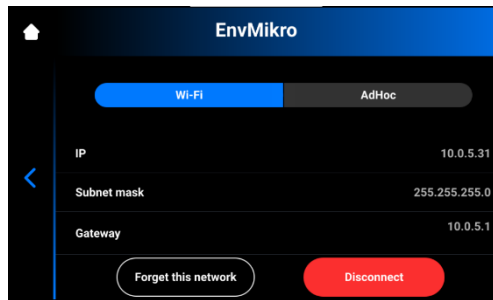 EnvMikro
Wi-Fi AdHoc
IP 10.0.5.31
Subnet mask 255.255.255.0
Gateway 10.0.5.1
Forget this network Disconnect